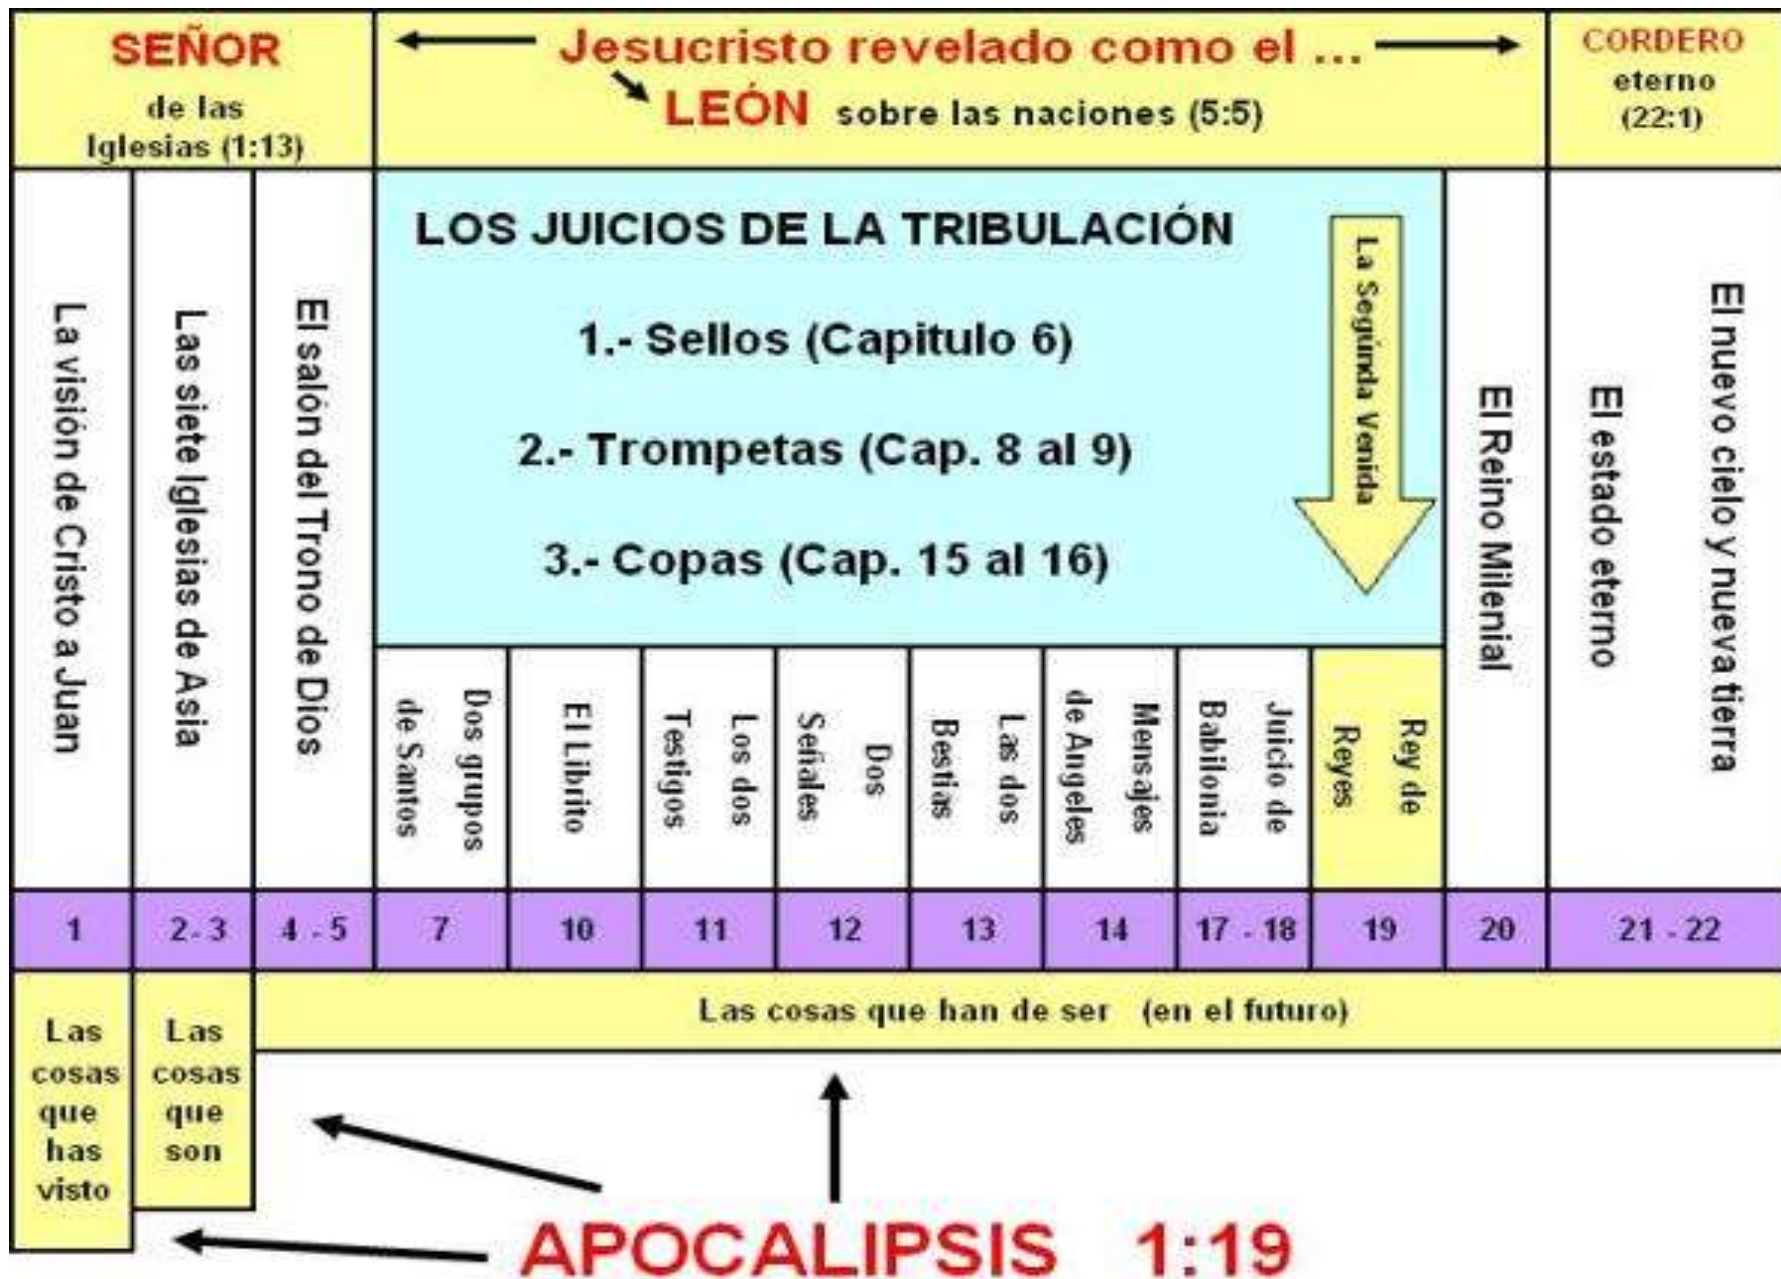 SEÑOR
de las
Iglesias (1:13)
Jesucristo revelado como el ...
LEÓN sobre las naciones (5:5)
CORDERO
eterno
(22:1)
La visión de Cristo a Juan
Las siete Iglesias de Asia
El salón del Trono de Dios
LOS JUICIOS DE LA TRIBULACIÓN
1.- Sellos (Capitulo 6)
2.- Trompetas (Cap. 8 al 9)
3.- Copas (Cap. 15 al 16)
La Segúnda Venida
Dos grupos
de Santos
El Librito
Los dos
Testigos
Dos
Señales
Las dos
Bestias
Mensajes
de Angeles
Juicio de
Babilonia
Rey de
Reyes
El Reino Milenial
El nuevo cielo y nueva tierra
El estado eterno
1
2-3
4 - 5
7
10
11
12
13
14
17 - 18
19
20
21 - 22
Las
cosas
que
has
visto
Las
cosas
que
son
Las cosas que han de ser (en el futuro)
APOCALIPSIS 1:19